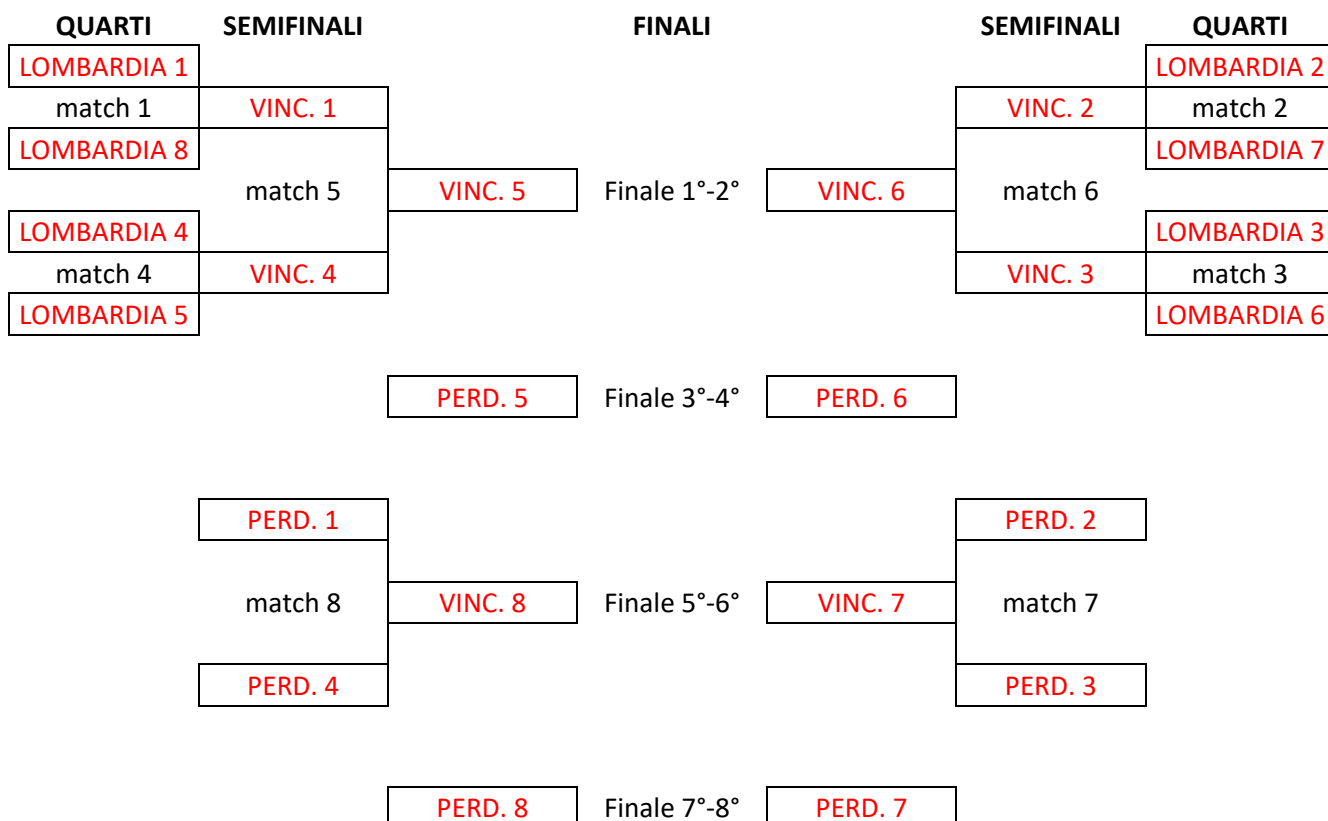 QUARTI SEMIFINALI FINALI SEMIFINALI QUARTI
LOMBARDIA 1 LOMBARDIA 2
match 1 VINC. 1 VINC. 2 match 2
LOMBARDIA 8 LOMBARDIA 7
match 5 VINC. 5 Finale 1°-2° VINC. 6 match 6
LOMBARDIA 4 LOMBARDIA 3
match 4 VINC. 4 VINC. 3 match 3
LOMBARDIA 5 LOMBARDIA 6
PERD. 5 Finale 3°-4° PERD. 6
PERD. 1 PERD. 2
match 8 VINC. 8 Finale 5°-6° VINC. 7 match 7
PERD. 4 PERD. 3
PERD. 8 Finale 7°-8° PERD. 7